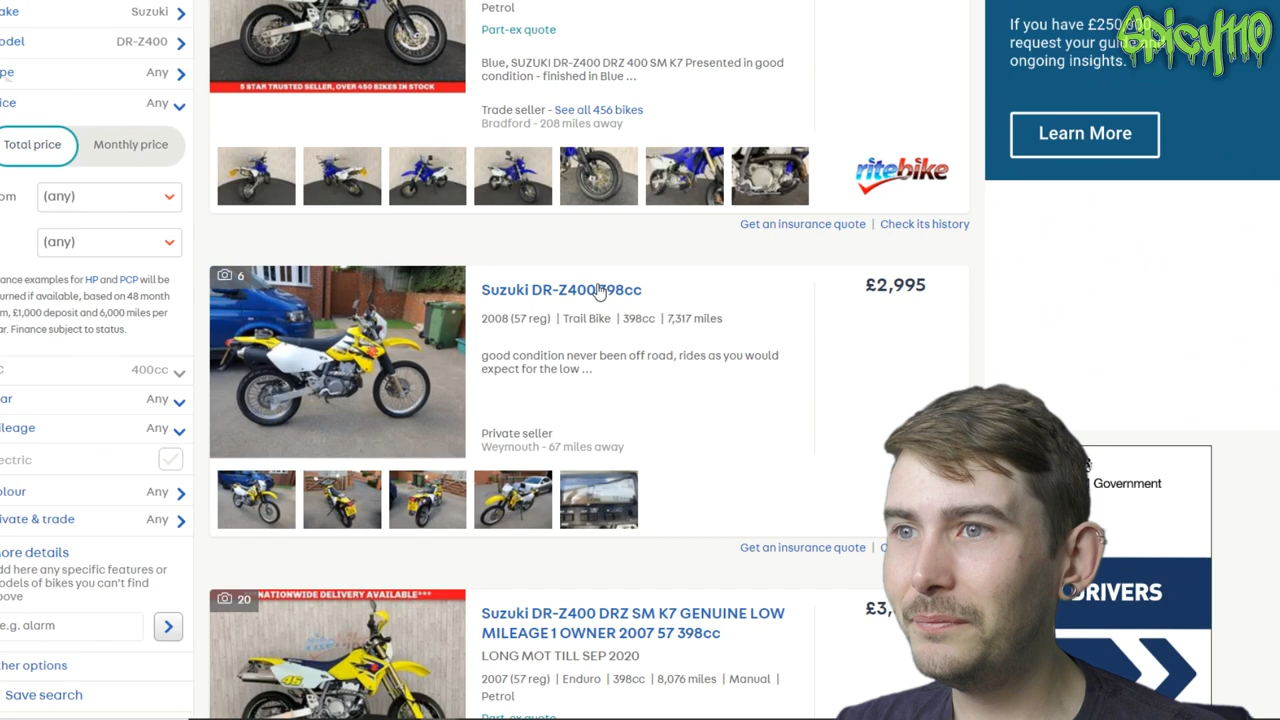 ake Suzuki
odel DR-Z400
pe Any
ice Any
Total price Monthly price
om (any)
(any)
ance examples for HP and PCP will be
urned if available, based on 48 month
m, £1,000 deposit and 6,000 miles per
ar. Finance subject to status.
C 400cc
ar Any
ileage Any
ectric
olour Any
ivate & trade Any
ore details
dd here any specific features or
odels of bikes you can't find
ove
e.g. alarm
ther options
Save search
5 STAR TRUSTED SELLER, OVER 450 BIKES IN STOCK
Petrol
Part-ex quote
Blue, SUZUKI DR-Z400 DRZ 400 SM K7 Presented in good
condition - finished in Blue ...
Trade seller - See all 456 bikes
Bradford - 208 miles away
ritebike
Get an insurance quote | Check its history
6
Suzuki DR-Z400 398cc
£2,995
2008 (57 reg) | Trail Bike | 398cc | 7,317 miles
good condition never been off road, rides as you would
expect for the low ...
Private seller
Weymouth - 67 miles away
Get an insurance quote | C
20
NATIONWIDE DELIVERY AVAILABLE***
46
Suzuki DR-Z400 DRZ SM K7 GENUINE LOW
MILEAGE 1 OWNER 2007 57 398cc
£3,
LONG MOT TILL SEP 2020
2007 (57 reg) | Enduro | 398cc | 8,076 miles | Manual |
Petrol
Part-ex quote
If you have £250,000
request your guide and
ongoing insights.
Learn More
Government
DRIVERS